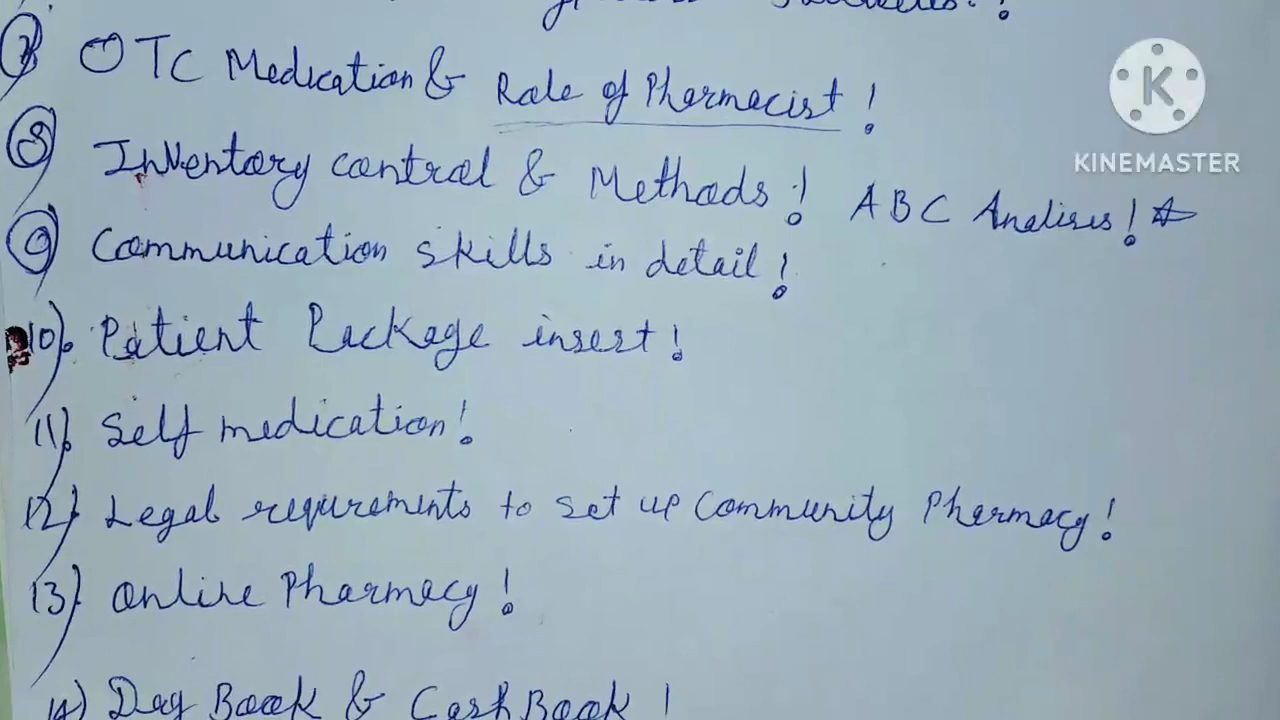 7) OTC Medication & Role of Pharmacist !
8) Inventory control & Methods ! ABC Analises !
9) Communication skills in detail !
10). Patient Package insert !
11). Self medication !
12) Legal requrements to set up Community Pharmacy !
13) Online Pharmacy !
14) Day Book & Cash Book !
K
KINEMASTER